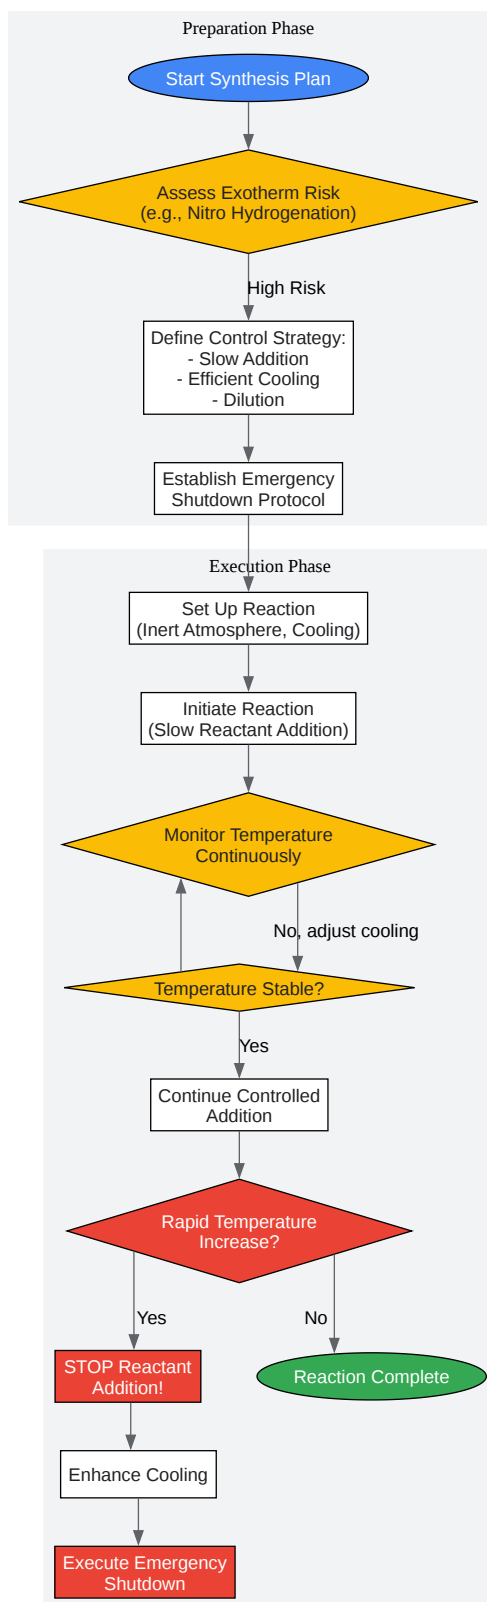 Preparation Phase
Start Synthesis Plan
Assess Exotherm Risk
(e.g., Nitro Hydrogenation)
High Risk
Define Control Strategy:
- Slow Addition
- Efficient Cooling
- Dilution
Establish Emergency
Shutdown Protocol
Execution Phase
Set Up Reaction
(Inert Atmosphere, Cooling)
Initiate Reaction
(Slow Reactant Addition)
Monitor Temperature
Continuously
No, adjust cooling
Temperature Stable?
Yes
Continue Controlled
Addition
Rapid Temperature
Increase?
Yes
No
STOP Reactant
Addition!
Reaction Complete
Enhance Cooling
Execute Emergency
Shutdown